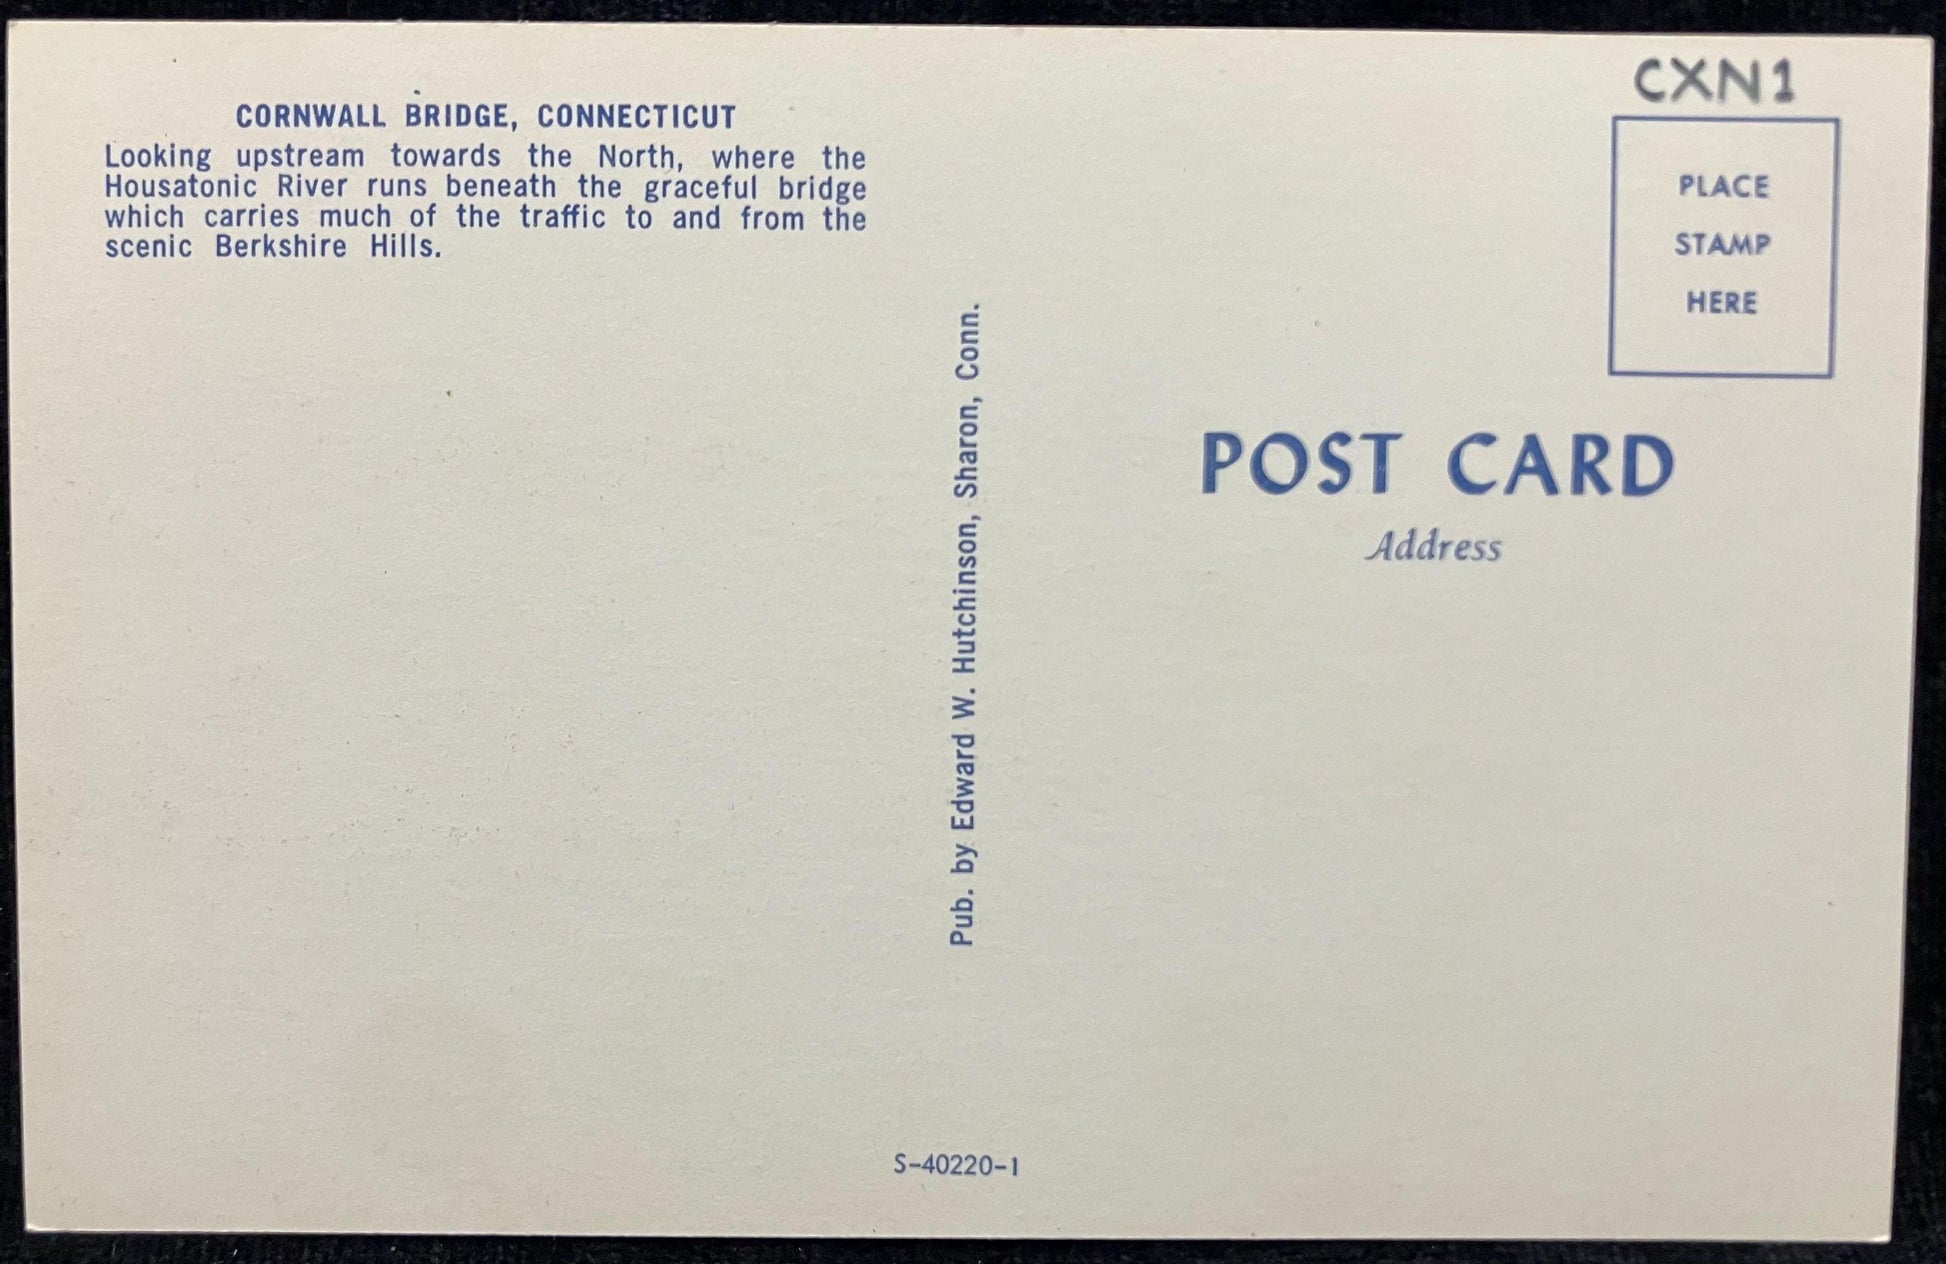 CORNWALL BRIDGE, CONNECTICUT
Looking upstream towards the North, where the
Housatonic River runs beneath the graceful bridge
which carries much of the traffic to and from the
scenic Berkshire Hills.
Pub. by Edward W. Hutchinson, Sharon, Conn.
S-40220-1
CXN1
PLACE
STAMP
HERE
POST CARD
Address